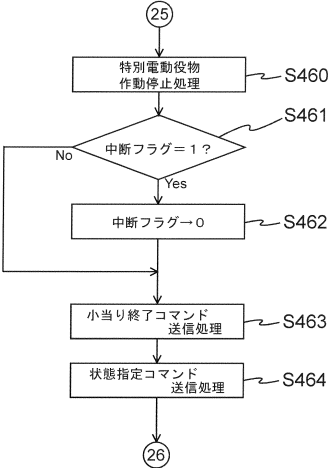 25
特別電動役物
作動停止処理
S460
S461
中断フラグ=1?
No
Yes
中断フラグ→0
S462
小当り終了コマンド
送信処理
S463
状態指定コマンド
送信処理
S464
26